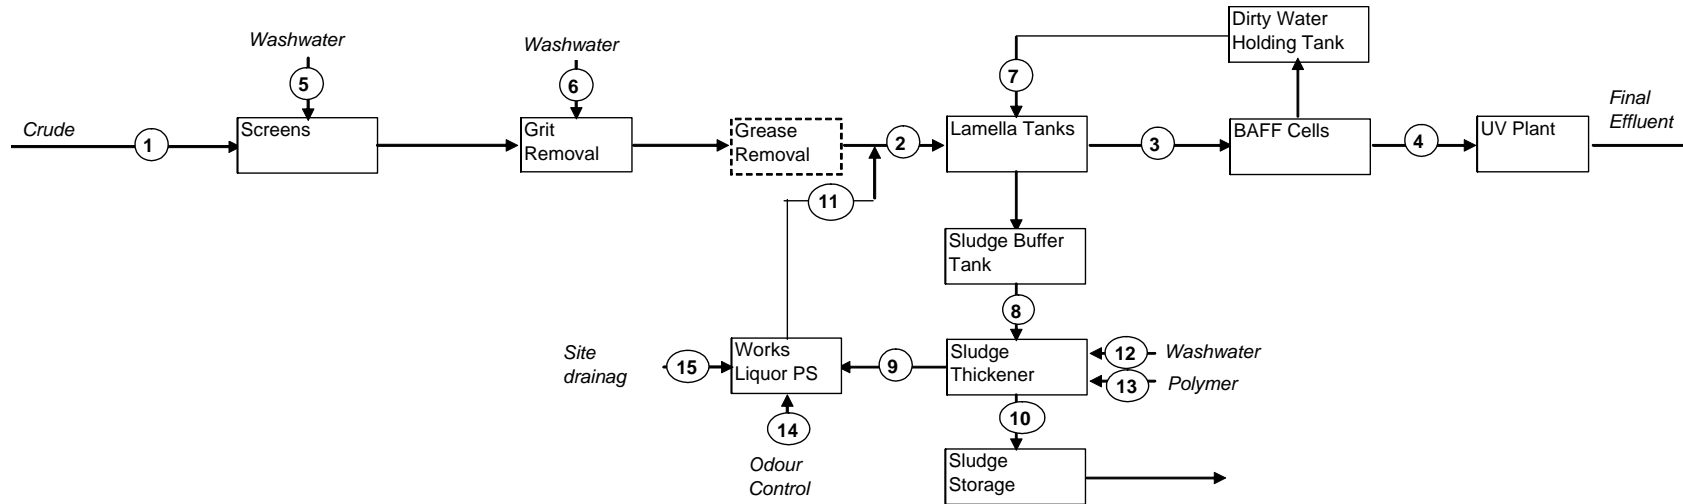 Dirty Water
Holding Tank
Washwater
Washwater
5
6
7
Crude
1
Screens
Grit
Removal
Grease
Removal
2
Lamella Tanks
3
BAFF Cells
4
UV Plant
Final
Effluent
11
Sludge Buffer
Tank
8
Site
drainag
15
Works
Liquor PS
9
Sludge
Thickener
12
Washwater
13
Polymer
14
10
Odour
Control
Sludge
Storage